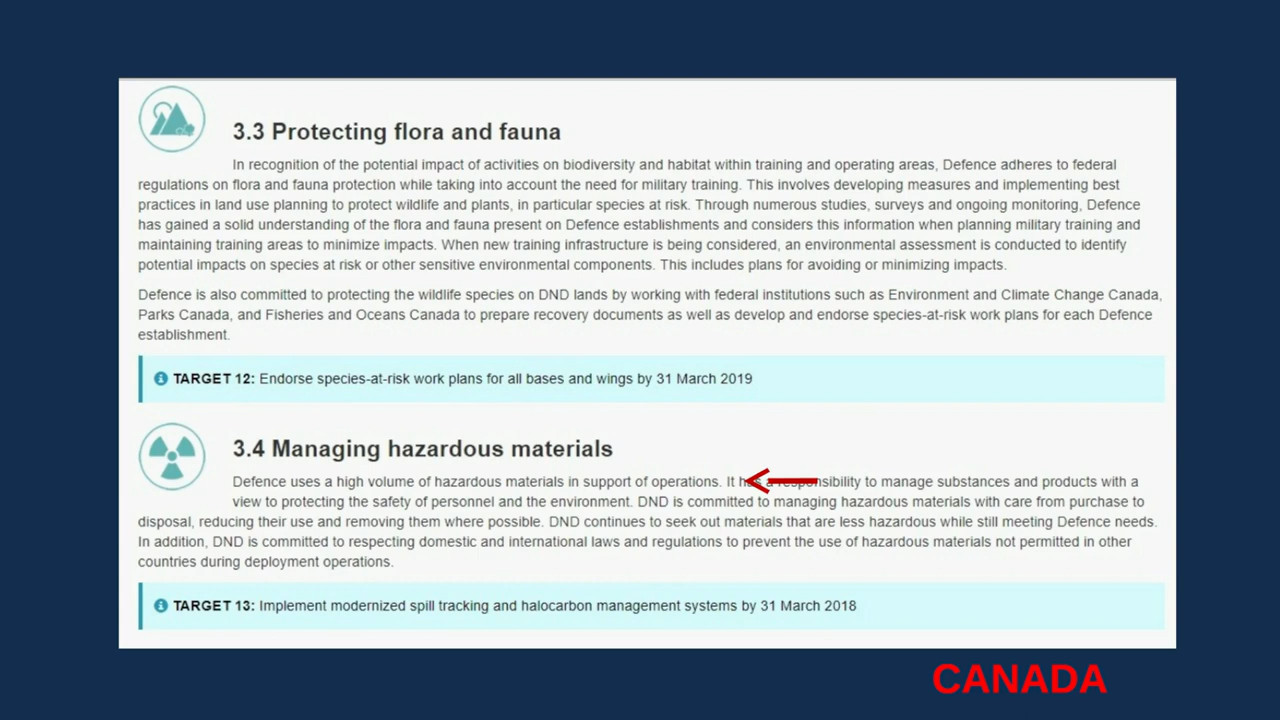 3.3 Protecting flora and fauna
In recognition of the potential impact of activities on biodiversity and habitat within training and operating areas, Defence adheres to federal
regulations on flora and fauna protection while taking into account the need for military training. This involves developing measures and implementing best
practices in land use planning to protect wildlife and plants, in particular species at risk. Through numerous studies, surveys and ongoing monitoring, Defence
has gained a solid understanding of the flora and fauna present on Defence establishments and considers this information when planning military training and
maintaining training areas to minimize impacts. When new training infrastructure is being considered, an environmental assessment is conducted to identify
potential impacts on species at risk or other sensitive environmental components. This includes plans for avoiding or minimizing impacts.
Defence is also committed to protecting the wildlife species on DND lands by working with federal institutions such as Environment and Climate Change Canada,
Parks Canada, and Fisheries and Oceans Canada to prepare recovery documents as well as develop and endorse species-at-risk work plans for each Defence
establishment.
TARGET 12: Endorse species-at-risk work plans for all bases and wings by 31 March 2019
3.4 Managing hazardous materials
Defence uses a high volume of hazardous materials in support of operations. It has a responsibility to manage substances and products with a
view to protecting the safety of personnel and the environment. DND is committed to managing hazardous materials with care from purchase to
disposal, reducing their use and removing them where possible. DND continues to seek out materials that are less hazardous while still meeting Defence needs.
In addition, DND is committed to respecting domestic and international laws and regulations to prevent the use of hazardous materials not permitted in other
countries during deployment operations.
TARGET 13: Implement modernized spill tracking and halocarbon management systems by 31 March 2018
CANADA